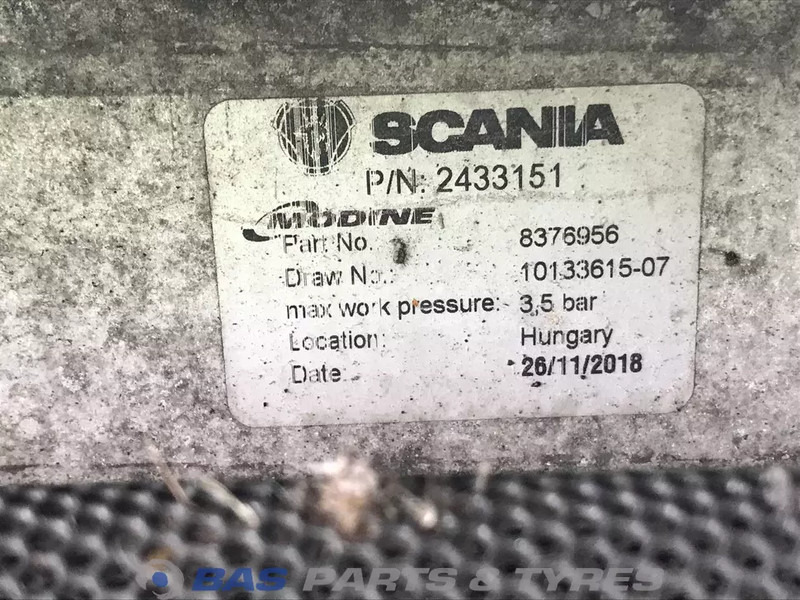 SCANIA
P/N: 2433151
MODINE
Part No. 8376956
Draw No.: 10133615-07
max work pressure: 3,5 bar
Location: Hungary
Date 26/11/2018
BAS PARTS & TYRES